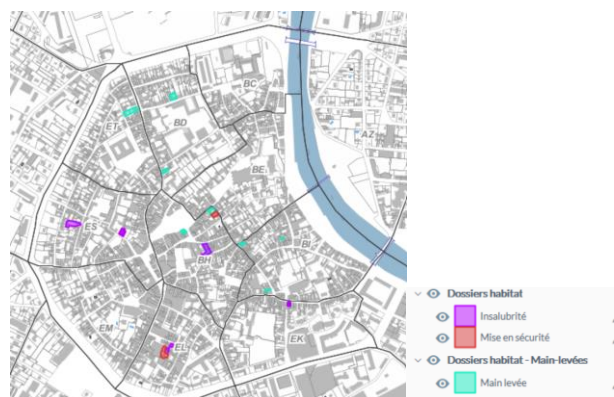 BC
ET
BD
AZ
BE
ES
BI
BH
EM
EL
EK
Dossiers habitat
Insalubrité
Mise en sécurité
Dossiers habitat - Main-levées
Main levée